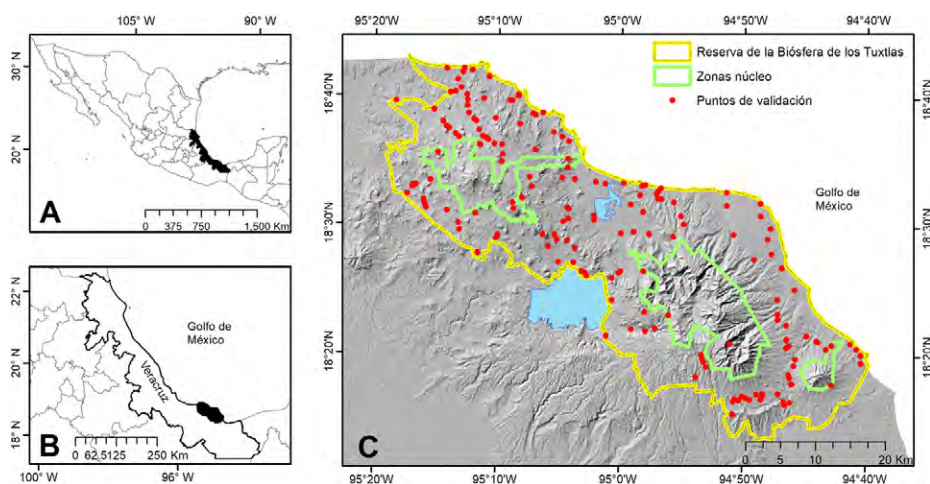 105°W
90°W
30°N
20°N
A
0 375 750 1,500 Km
22°N
20°N
18°N
Golfo de
México
Veracruz
B
0 62,5125 250 Km
100°W
96°W
95°20'W
95°10'W
95°0'W
94°50'W
94°40'W
Reserva de la Biósfera de los Tuxtlas
Zonas núcleo
Puntos de validación
18°40'N
18°30'N
18°20'N
18°40'N
18°30'N
18°20'N
Golfo de
México
C
0 5 10 20 Km
95°20'W
95°10'W
95°0'W
94°50'W
94°40'W